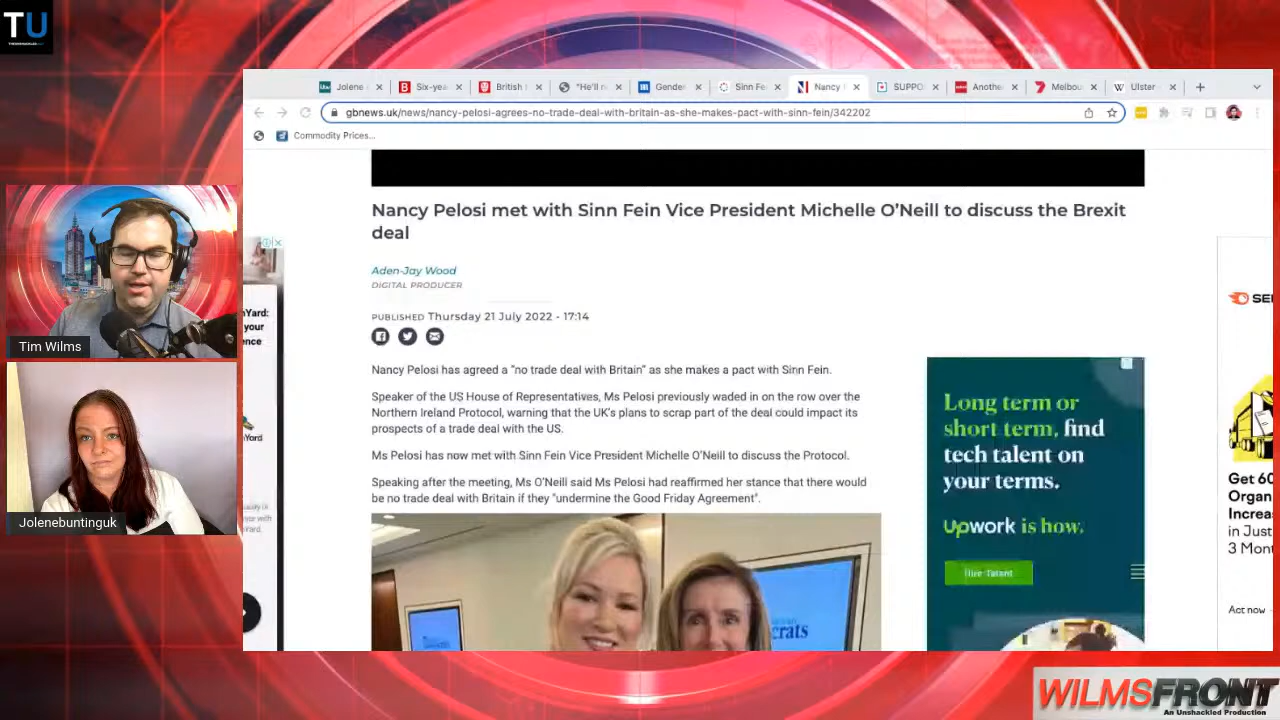 TU
Jolene
Six-yea
British
"He'll n
Gende
Sinn Fe
Nancy
SUPPO
Anothe
Melbou
Ulster
gbnews.uk/news/nancy-pelosi-agrees-no-trade-deal-with-britain-as-she-makes-pact-with-sinn-fein/342202
Commodity Prices...
Nancy Pelosi met with Sinn Fein Vice President Michelle O'Neill to discuss the Brexit
deal
Aden-Jay Wood
DIGITAL PRODUCER
PUBLISHED Thursday 21 July 2022 - 17:14
Nancy Pelosi has agreed a "no trade deal with Britain" as she makes a pact with Sinn Fein.
Speaker of the US House of Representatives, Ms Pelosi previously waded in on the row over the
Northern Ireland Protocol, warning that the UK's plans to scrap part of the deal could impact its
prospects of a trade deal with the US.
Ms Pelosi has now met with Sinn Fein Vice President Michelle O'Neill to discuss the Protocol.
Speaking after the meeting, Ms O'Neill said Ms Pelosi had reaffirmed her stance that there would
be no trade deal with Britain if they "undermine the Good Friday Agreement".
crats
Long term or
short term, find
tech talent on
your terms.
upwork is how.
Hire Talent
nYard:
your
ence
Yord
SE
Get 60
Organ
Increa
in Just
3 Mont
Act now
Tim Wilms
Jolenebuntinguk
WILMSFRONT
An Unshackled Production